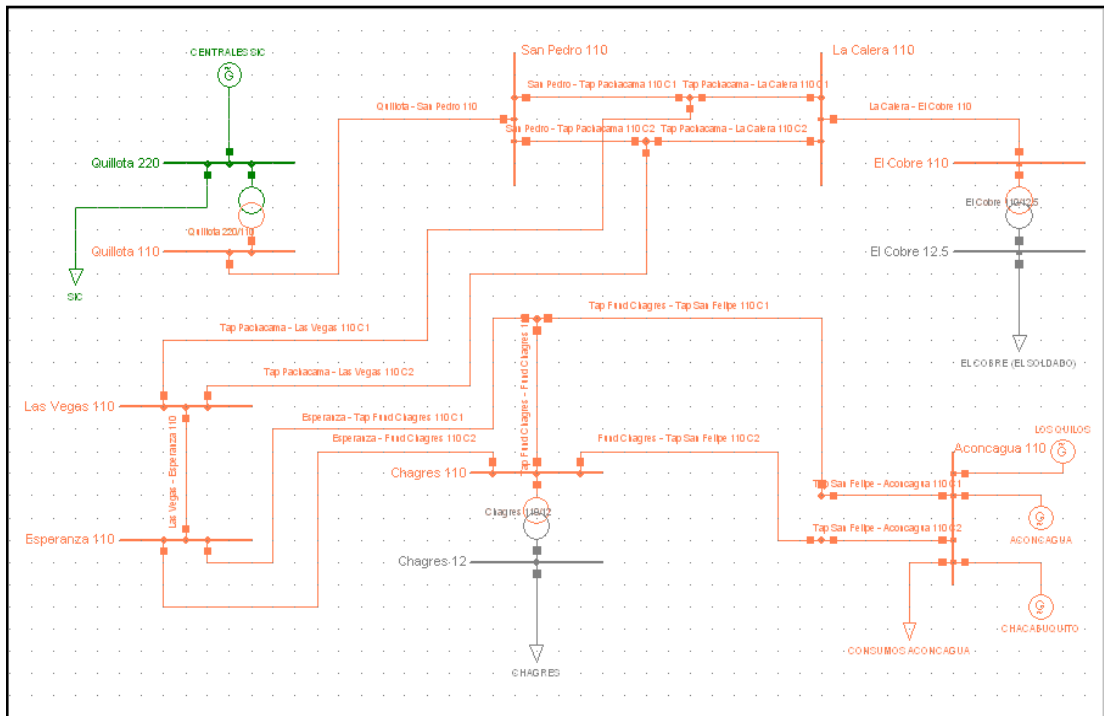 CENTRALES SIC
G
San Pedro 110
La Calera 110
San Pedro - Tap Pachacama 110 C1
Tap Pachacama - La Calera 110 C1
Quillota - San Pedro 110
La Calera - El Cobre 110
San Pedro - Tap Pachacama 110 C2
Tap Pachacama - La Calera 110 C2
Quillota 220
El Cobre 110
El Cobre 110/12.5
Quillota 220/110
Quillota 110
El Cobre 12.5
SIC
Tap Fund Chagres - Tap San Felipe 110 C1
Tap Pachacama - Las Vegas 110 C1
EL COBRE (EL SOLDADO)
Tap Pachacama - Las Vegas 110 C2
Tap Fund Chagres - Fund Chagres 1
Las Vegas 110
Esperanza - Tap Fund Chagres 110 C1
LOS QUILOS
Las Vegas - Esperanza 110
Esperanza - Fund Chagres 110 C2
Fund Chagres - Tap San Felipe 110 C2
Aconcagua 110
G
Chagres 110
Tap San Felipe - Aconcagua 110 C1
Chagres 110/12
G
Tap San Felipe - Aconcagua 110 C2
ACONCAGUA
Esperanza 110
Chagres 12
G
CHACABUQUITO
CONSUMOS ACONCAGUA
CHAGRES